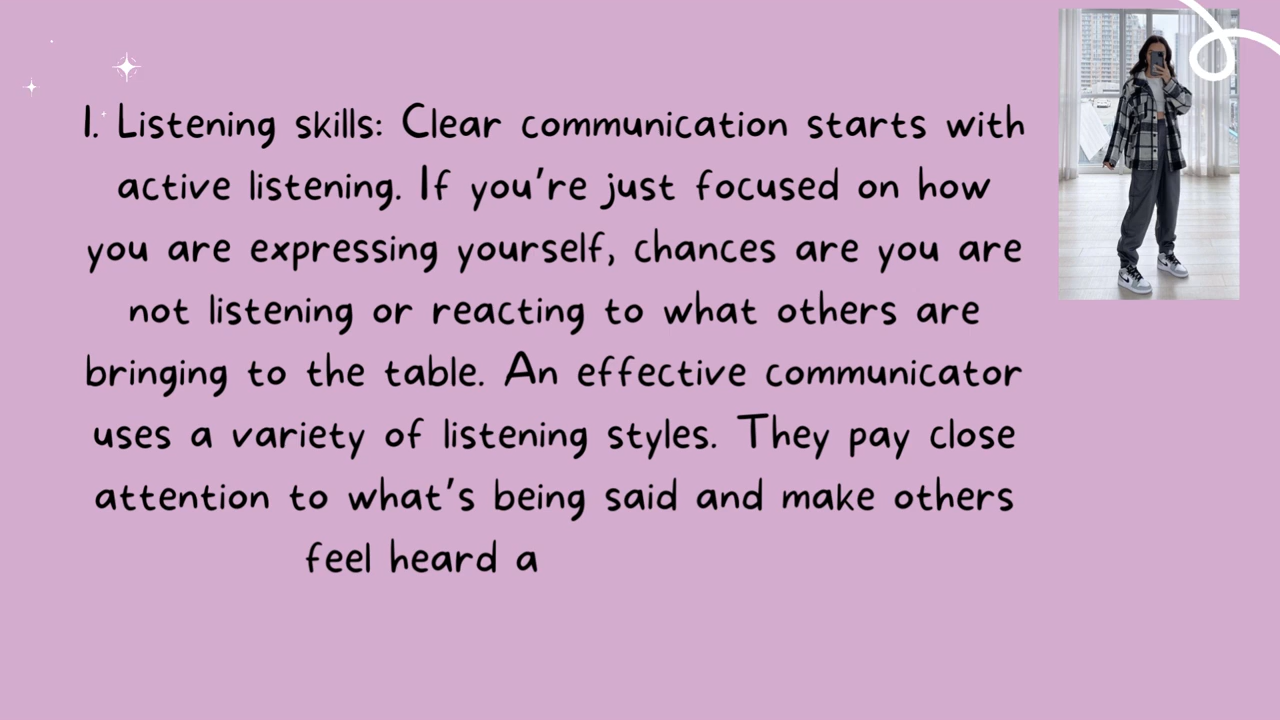 1. Listening skills: Clear communication starts with
active listening. If you're just focused on how
you are expressing yourself, chances are you are
not listening or reacting to what others are
bringing to the table. An effective communicator
uses a variety of listening styles. They pay close
attention to what's being said and make others
feel heard a